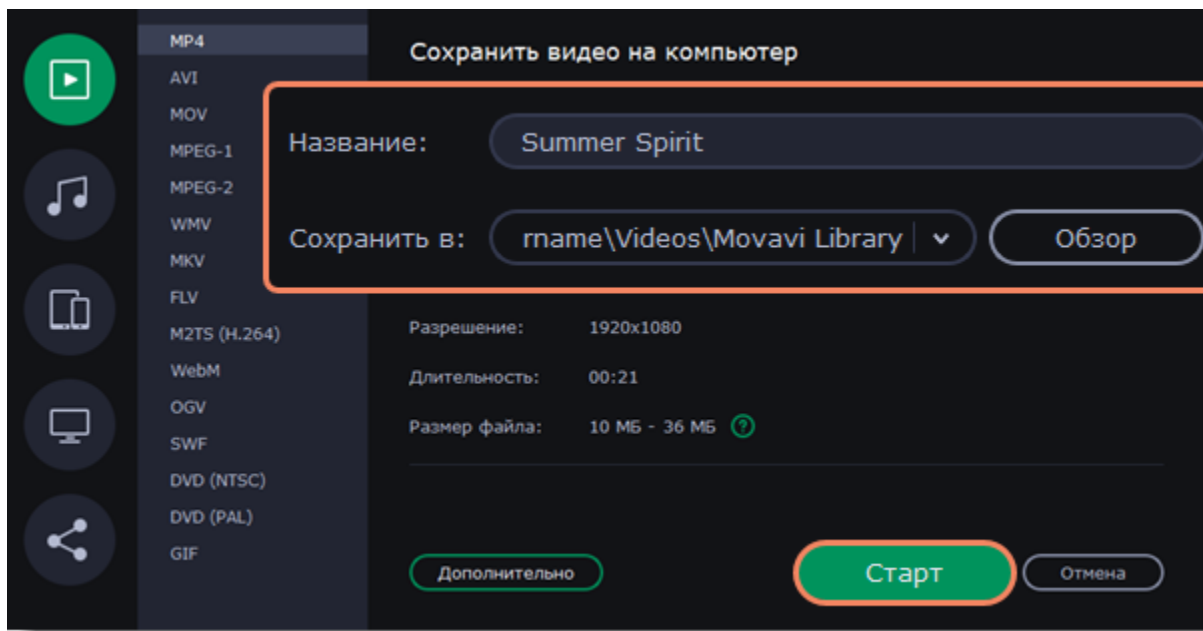 MP4
AVI
MOV
MPEG-1
MPEG-2
WMV
MKV
FLV
M2TS (H.264)
WebM
OGV
SWF
DVD (NTSC)
DVD (PAL)
GIF
Сохранить видео на компьютер
Название: Summer Spirit
Сохранить в: rname\Videos\Movavi Library Обзор
Разрешение: 1920x1080
Длительность: 00:21
Размер файла: 10 МБ - 36 МБ ?
Дополнительно Старт Отмена